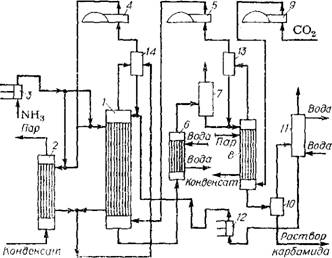 4
5
9
CO₂
14
13
3
1
7
NH₃
Вода
Пар
2
6
Вода
Пар
11
8
Вода
Вода
Конденсат
10
12
Конденсат
Раствор
карбамида